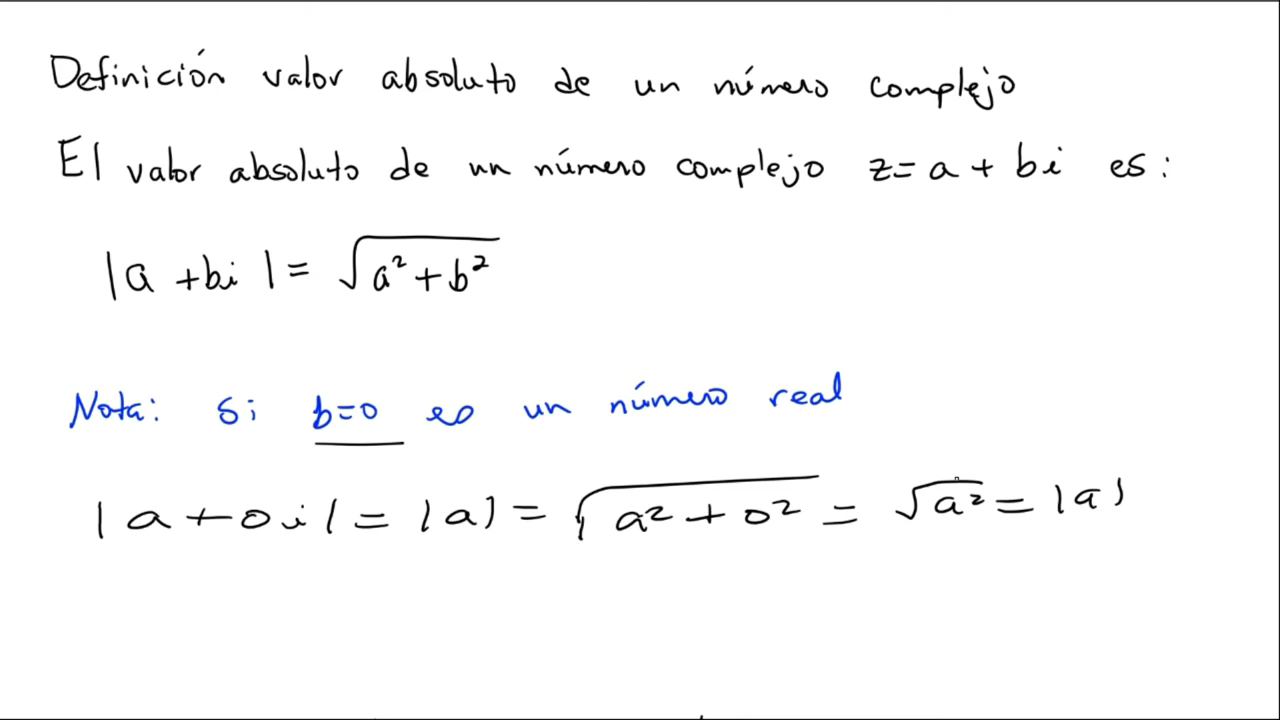 Definición valor absoluto de un número complejo
El valor absoluto de un número complejo z = a + bi es:
|a + bi| = √(a² + b²)
Nota: Si b=0 es un número real
|a + 0i| = |a| = √(a² + 0²) = √a² = |a|